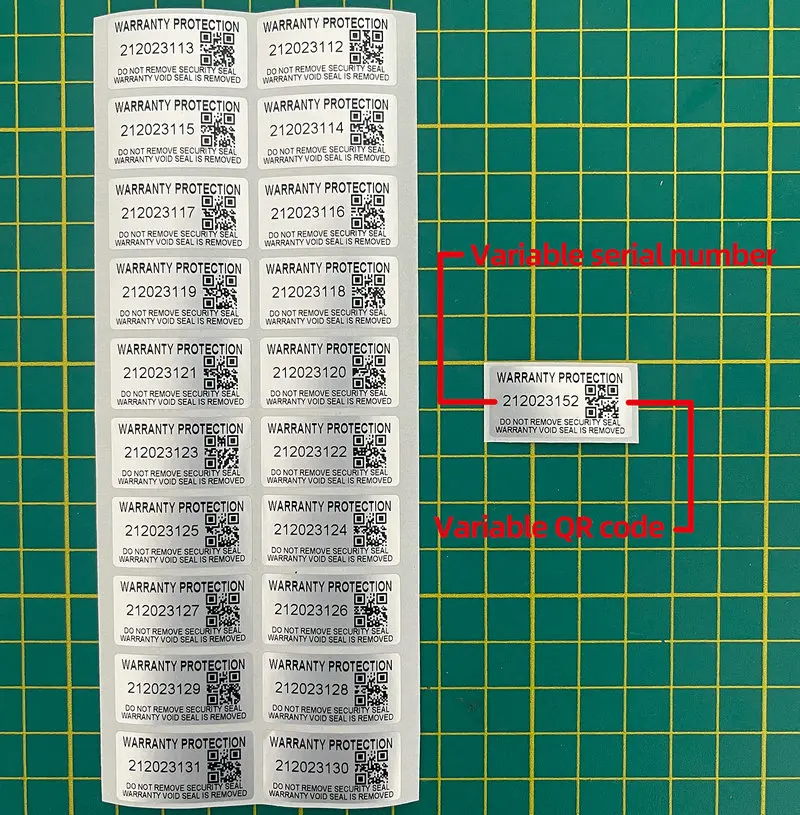 WARRANTY PROTECTION
212023113
DO NOT REMOVE SECURITY SEAL
WARRANTY VOID SEAL IS REMOVED
WARRANTY PROTECTION
212023112
DO NOT REMOVE SECURITY SEAL
WARRANTY VOID SEAL IS REMOVED
WARRANTY PROTECTION
212023115
DO NOT REMOVE SECURITY SEAL
WARRANTY VOID SEAL IS REMOVED
WARRANTY PROTECTION
212023114
DO NOT REMOVE SECURITY SEAL
WARRANTY VOID SEAL IS REMOVED
WARRANTY PROTECTION
212023117
DO NOT REMOVE SECURITY SEAL
WARRANTY VOID SEAL IS REMOVED
WARRANTY PROTECTION
212023116
DO NOT REMOVE SECURITY SEAL
WARRANTY VOID SEAL IS REMOVED
WARRANTY PROTECTION
212023119
DO NOT REMOVE SECURITY SEAL
WARRANTY VOID SEAL IS REMOVED
WARRANTY PROTECTION
212023118
DO NOT REMOVE SECURITY SEAL
WARRANTY VOID SEAL IS REMOVED
WARRANTY PROTECTION
212023121
DO NOT REMOVE SECURITY SEAL
WARRANTY VOID SEAL IS REMOVED
WARRANTY PROTECTION
212023120
DO NOT REMOVE SECURITY SEAL
WARRANTY VOID SEAL IS REMOVED
WARRANTY PROTECTION
212023123
DO NOT REMOVE SECURITY SEAL
WARRANTY VOID SEAL IS REMOVED
WARRANTY PROTECTION
212023122
DO NOT REMOVE SECURITY SEAL
WARRANTY VOID SEAL IS REMOVED
WARRANTY PROTECTION
212023125
DO NOT REMOVE SECURITY SEAL
WARRANTY VOID SEAL IS REMOVED
WARRANTY PROTECTION
212023124
DO NOT REMOVE SECURITY SEAL
WARRANTY VOID SEAL IS REMOVED
WARRANTY PROTECTION
212023127
DO NOT REMOVE SECURITY SEAL
WARRANTY VOID SEAL IS REMOVED
WARRANTY PROTECTION
212023126
DO NOT REMOVE SECURITY SEAL
WARRANTY VOID SEAL IS REMOVED
WARRANTY PROTECTION
212023129
DO NOT REMOVE SECURITY SEAL
WARRANTY VOID SEAL IS REMOVED
WARRANTY PROTECTION
212023128
DO NOT REMOVE SECURITY SEAL
WARRANTY VOID SEAL IS REMOVED
WARRANTY PROTECTION
212023131
DO NOT REMOVE SECURITY SEAL
WARRANTY VOID SEAL IS REMOVED
WARRANTY PROTECTION
212023130
DO NOT REMOVE SECURITY SEAL
WARRANTY VOID SEAL IS REMOVED
Variable serial number
WARRANTY PROTECTION
212023152
DO NOT REMOVE SECURITY SEAL
WARRANTY VOID SEAL IS REMOVED
Variable QR code